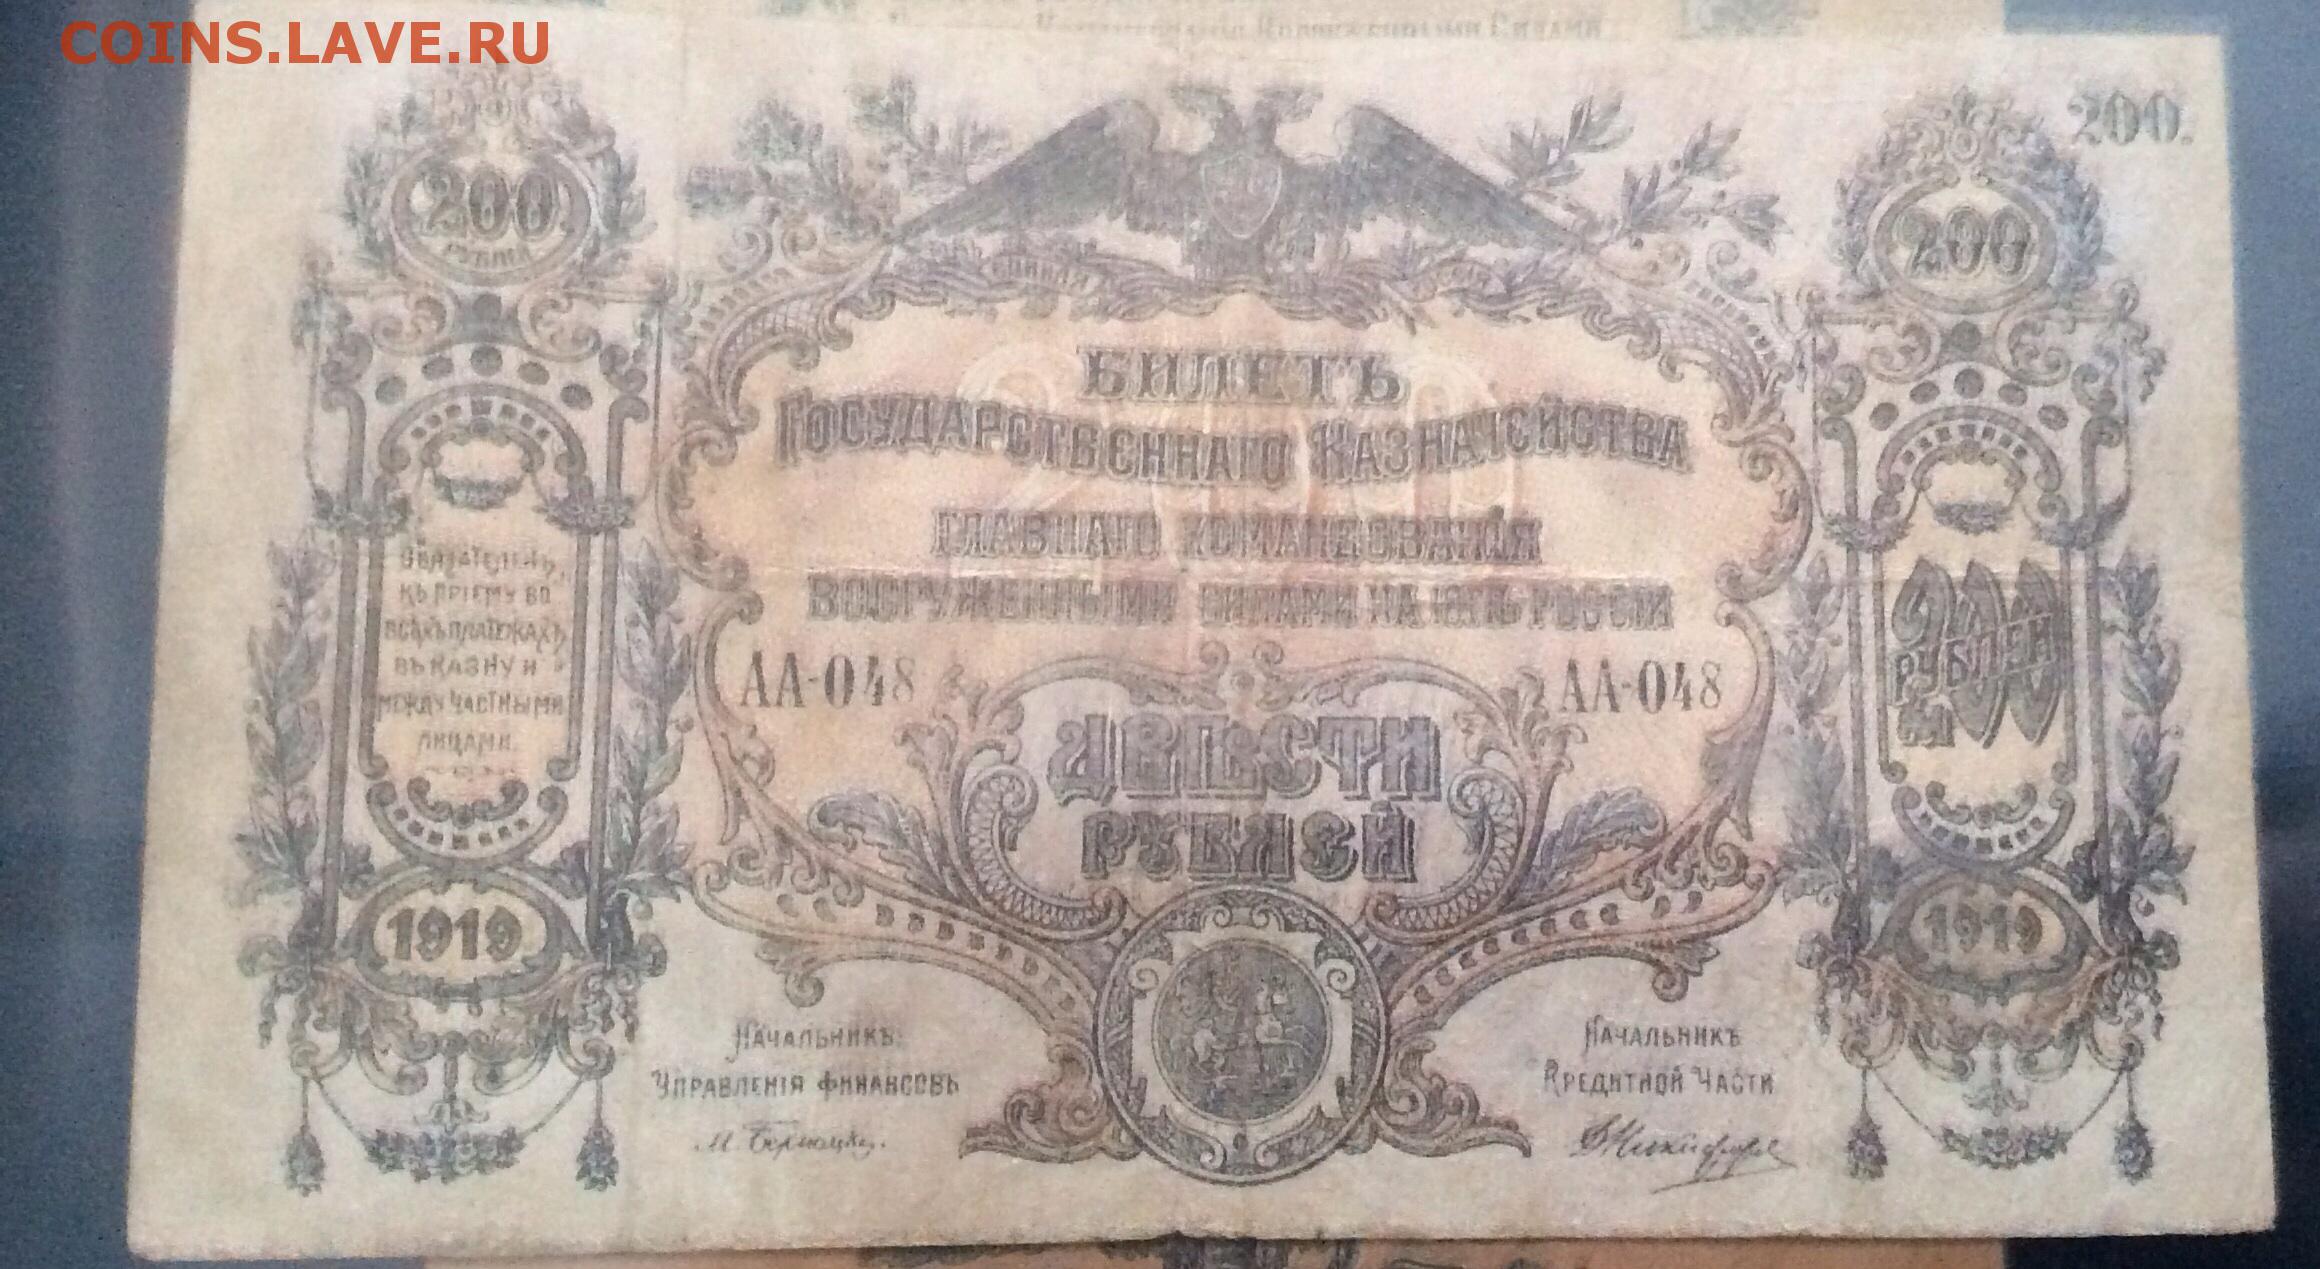 COINS.LAVE.RU
200.
200.
РУБЛЕЙ
200
БИЛЕТЪ
ГОСУДАРСТВЕННАГО КАЗНАЧЕЙСТВА
ГЛАВНАГО КОМАНДОВАНІЯ
ВООРУЖЕННЫМИ СИЛАМИ НА ЮГѢ РОССІИ
ОБЯЗАТЕЛЕНЪ
КЪ ПРІЕМУ ВО
ВСѢХЪ ПЛАТЕЖАХЪ
ВЪ КАЗНУ И
МЕЖДУ ЧАСТНЫМИ
ЛИЦАМИ.
АА-048
АА-048
200
РУБЛЕЙ
ДВѢСТИ
РУБЛЕЙ
1919
1919
НАЧАЛЬНИКЪ
УПРАВЛЕНІЯ ФИНАНСОВЪ
НАЧАЛЬНИКЪ
КРЕДИТНОЙ ЧАСТИ